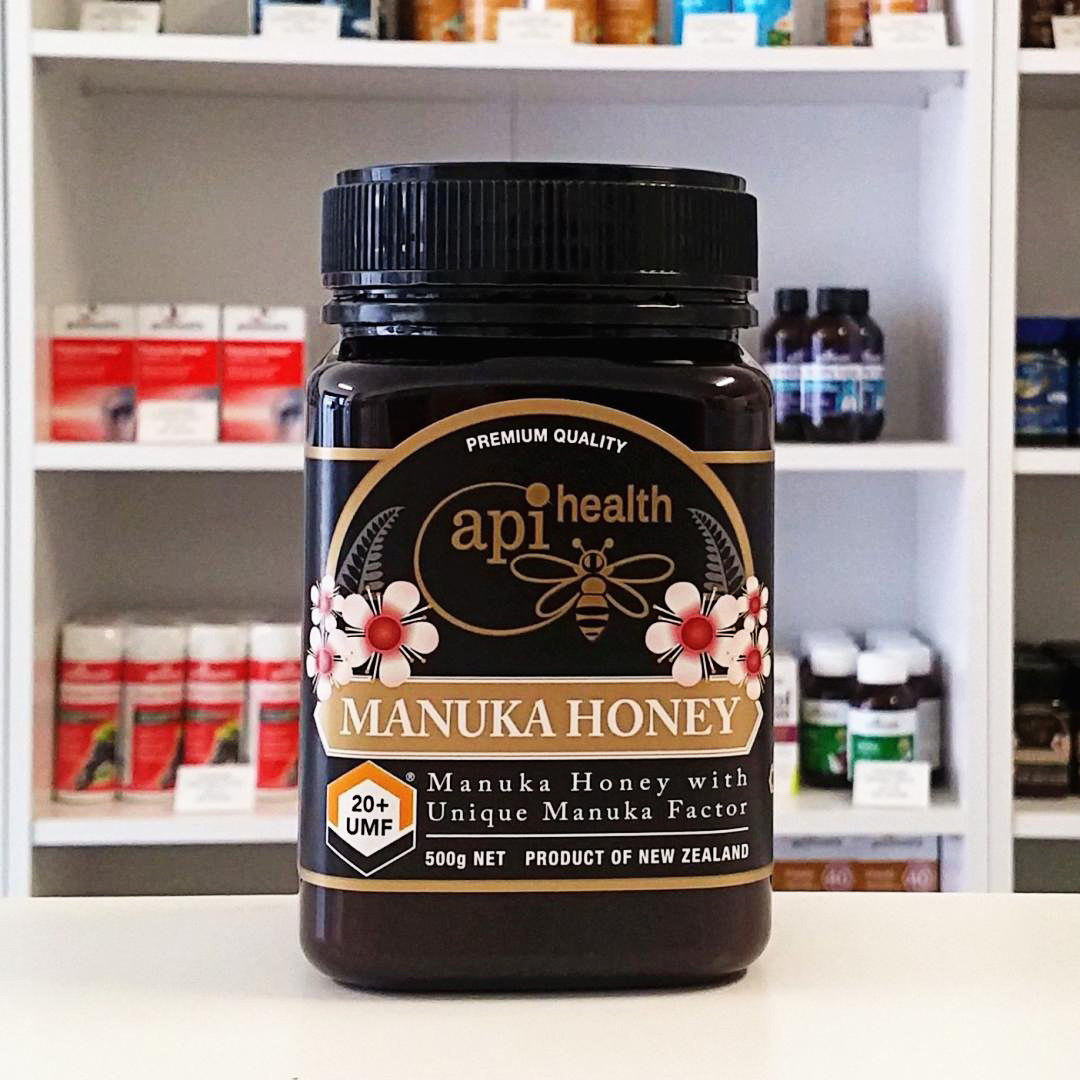 PREMIUM QUALITY
api health
MANUKA HONEY
20+
UMF
®
Manuka Honey with
Unique Manuka Factor
500g NET PRODUCT OF NEW ZEALAND